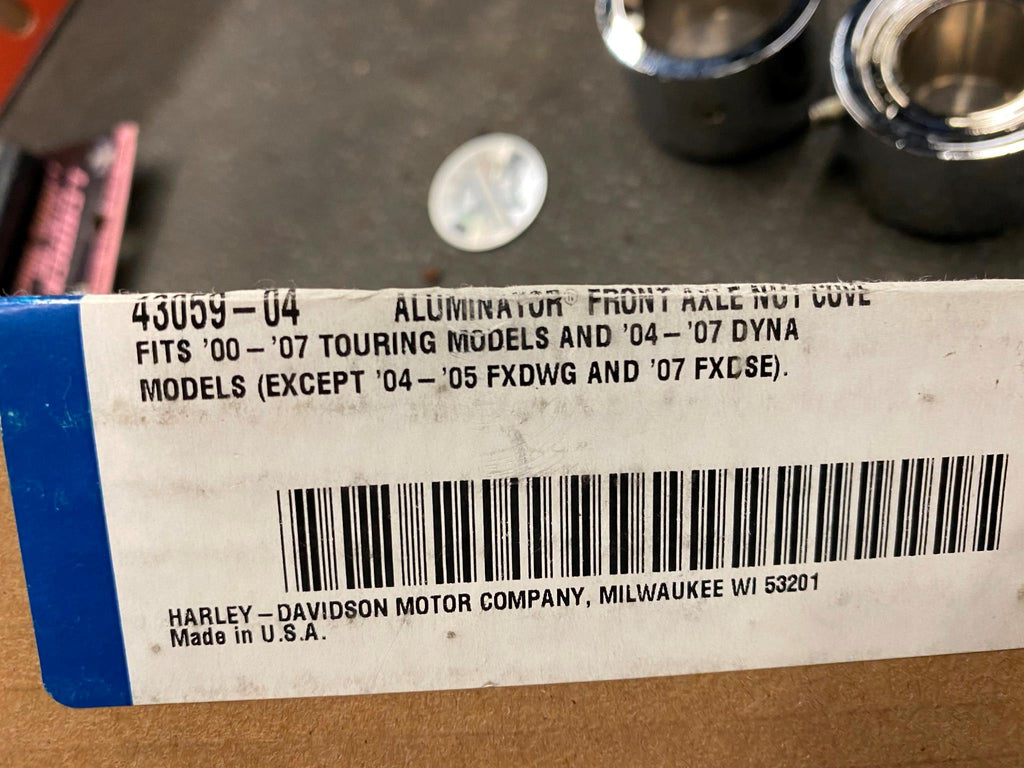 43059-04 ALUMINATOR® FRONT AXLE NUT COVE
FITS '00-'07 TOURING MODELS AND '04-'07 DYNA
MODELS (EXCEPT '04-'05 FXDWG AND '07 FXDSE).
HARLEY-DAVIDSON MOTOR COMPANY, MILWAUKEE WI 53201
Made in U.S.A.